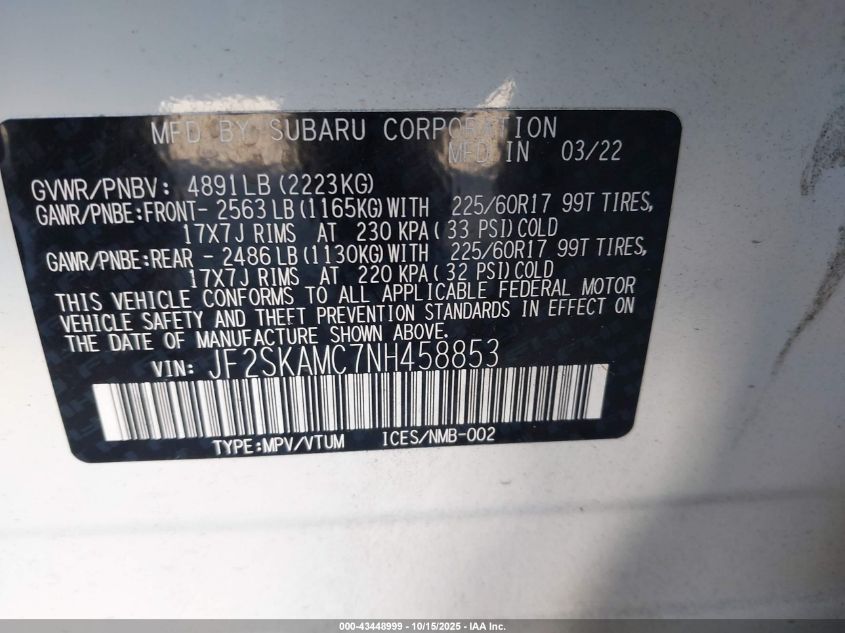 MFD BY SUBARU CORPORATION
MFD IN 03/22
GVWR/PNBV: 4891LB(2223KG)
GAWR/PNBE:FRONT- 2563LB(1165KG)WITH 225/60R17 99T TIRES,
17X7J RIMS AT 230 KPA( 33 PSI)COLD
GAWR/PNBE:REAR - 2486LB(1130KG)WITH 225/60R17 99T TIRES,
17X7J RIMS AT 220 KPA( 32 PSI)COLD
THIS VEHICLE CONFORMS TO ALL APPLICABLE FEDERAL MOTOR
VEHICLE SAFETY AND THEFT PREVENTION STANDARDS IN EFFECT ON
THE DATE OF MANUFACTURE SHOWN ABOVE.
VIN: JF2SKAMC7NH458853
TYPE:MPV/VTUM ICES/NMB-002
000-43448999 - 10/15/2025 - IAA Inc.